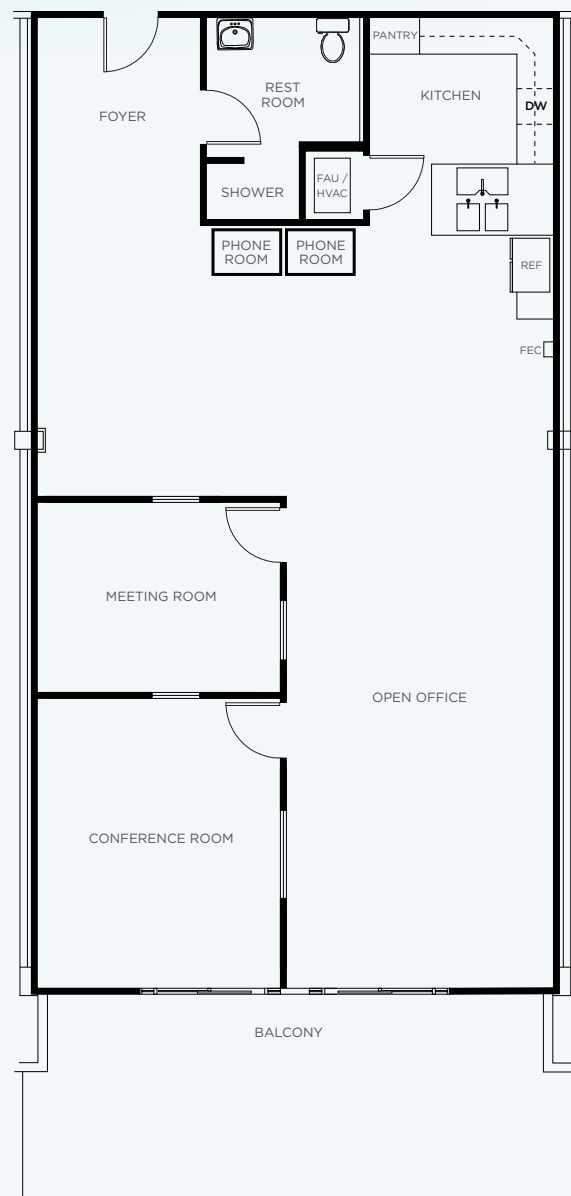 PANTRY
REST
ROOM
KITCHEN
DW
FOYER
FAU /
HVAC
SHOWER
PHONE
ROOM
PHONE
ROOM
REF
FEC
MEETING ROOM
OPEN OFFICE
CONFERENCE ROOM
BALCONY